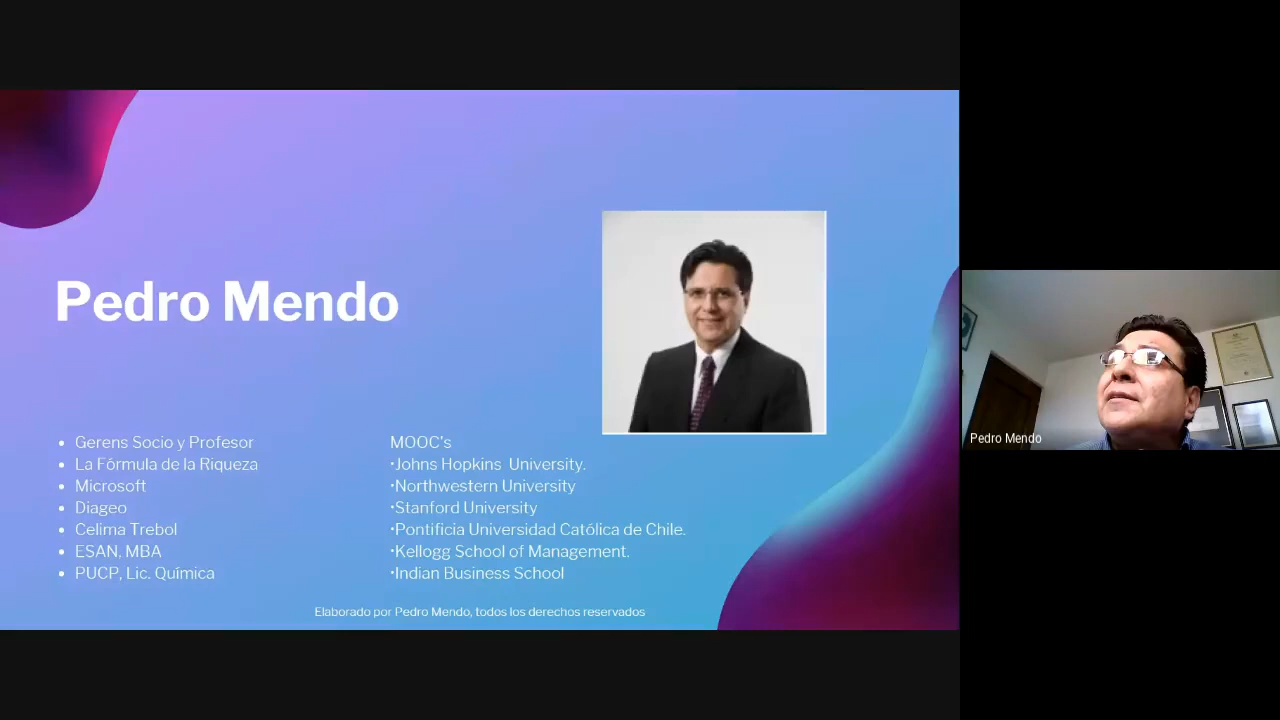 Pedro Mendo
• Gerens Socio y Profesor
• La Fórmula de la Riqueza
• Microsoft
• Diageo
• Celima Trebol
• ESAN, MBA
• PUCP, Lic. Química
MOOC's
•Johns Hopkins University.
•Northwestern University
•Stanford University
•Pontificia Universidad Católica de Chile.
•Kellogg School of Management.
•Indian Business School
Elaborado por Pedro Mendo, todos los derechos reservados
Pedro Mendo